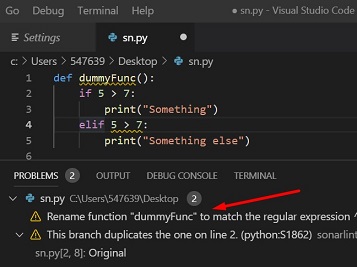 Go Debug Terminal Help
sn.py - Visual Studio Code
Settings
sn.py
c: > Users > 547639 > Desktop > sn.py
1 def dummyFunc():
2 if 5 > 7:
3 print("Something")
4 elif 5 > 7:
5 print("Something else")
PROBLEMS 2 OUTPUT DEBUG CONSOLE TERMINAL
sn.py C:\Users\547639\Desktop 2
Rename function "dummyFunc" to match the regular expression ^
This branch duplicates the one on line 2. (python:S1862) sonarlint
sn.py[2, 8]: Original